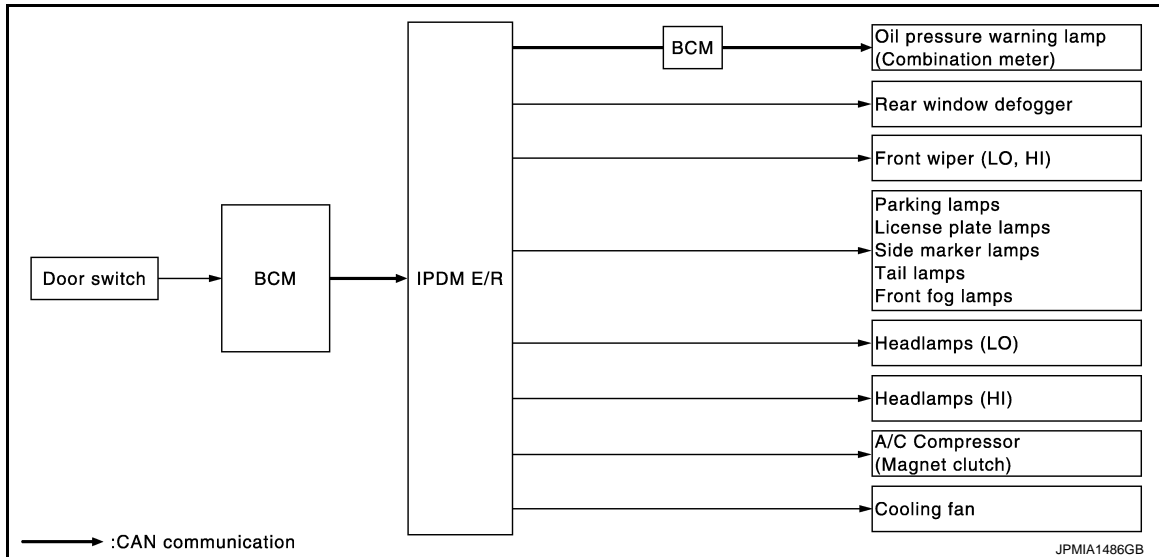 Door switch
BCM
IPDM E/R
BCM
Oil pressure warning lamp
(Combination meter)
Rear window defogger
Front wiper (LO, HI)
Parking lamps
License plate lamps
Side marker lamps
Tail lamps
Front fog lamps
Headlamps (LO)
Headlamps (HI)
A/C Compressor
(Magnet clutch)
Cooling fan
:CAN communication
JPMIA1486GB